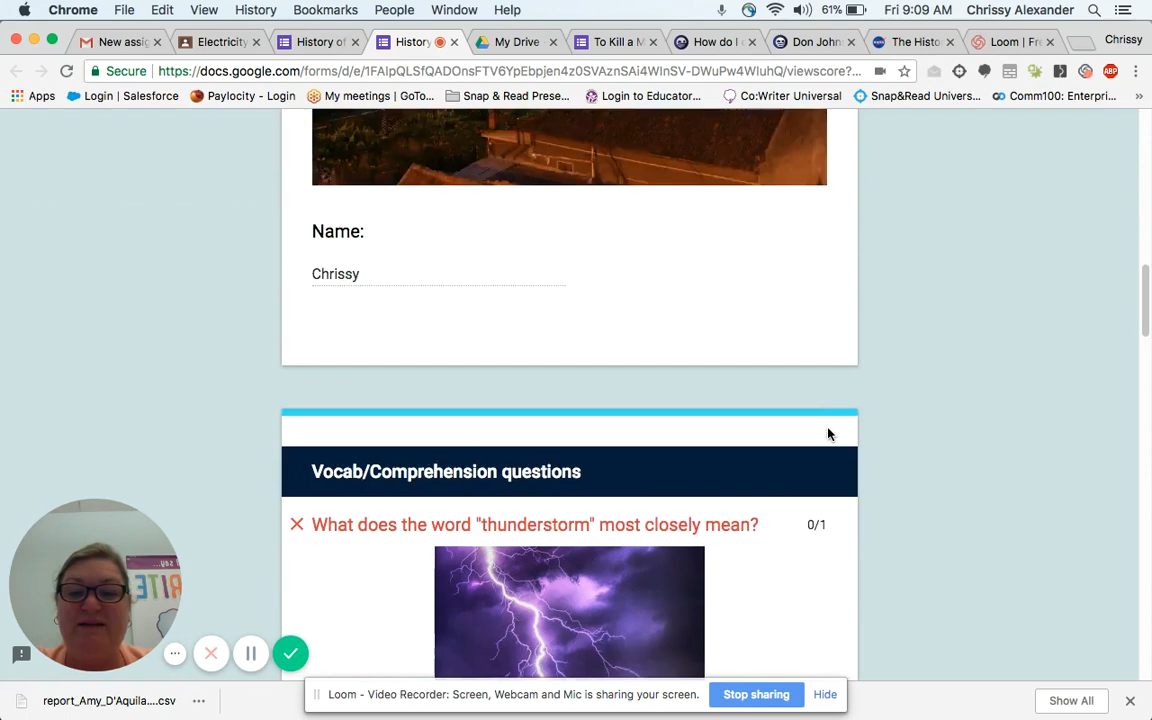 Chrome File Edit View History Bookmarks People Window Help 61% Fri 9:09 AM Chrissy Alexander
New assig Electricity History of History My Drive To Kill a M How do I Don John The Histo Loom | Fre Chrissy
Secure https://docs.google.com/forms/d/e/1FAIpQLSfQADOnsFTV6YpEbpjen4z0SVAznSAi4WInSV-DWuPw4WluhQ/viewscore?...
Apps Login | Salesforce Paylocity - Login My meetings | GoTo... Snap & Read Prese... Login to Educator... Co:Writer Universal Snap&Read Univers... Comm100: Enterpri... »
Name:
Chrissy
Vocab/Comprehension questions
What does the word "thunderstorm" most closely mean? 0/1
Loom - Video Recorder: Screen, Webcam and Mic is sharing your screen. Stop sharing Hide
report_Amy_D'Aquila....csv Show All